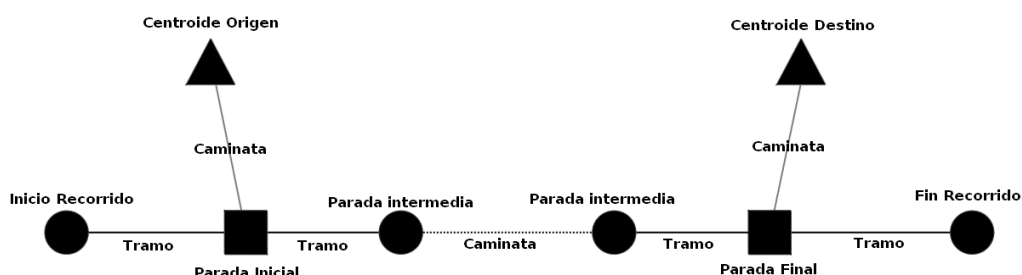 Centroide Origen
Centroide Destino
Caminata
Caminata
Inicio Recorrido
Parada intermedia
Parada intermedia
Fin Recorrido
Tramo
Tramo
Caminata
Tramo
Tramo
Parada Inicial
Parada Final